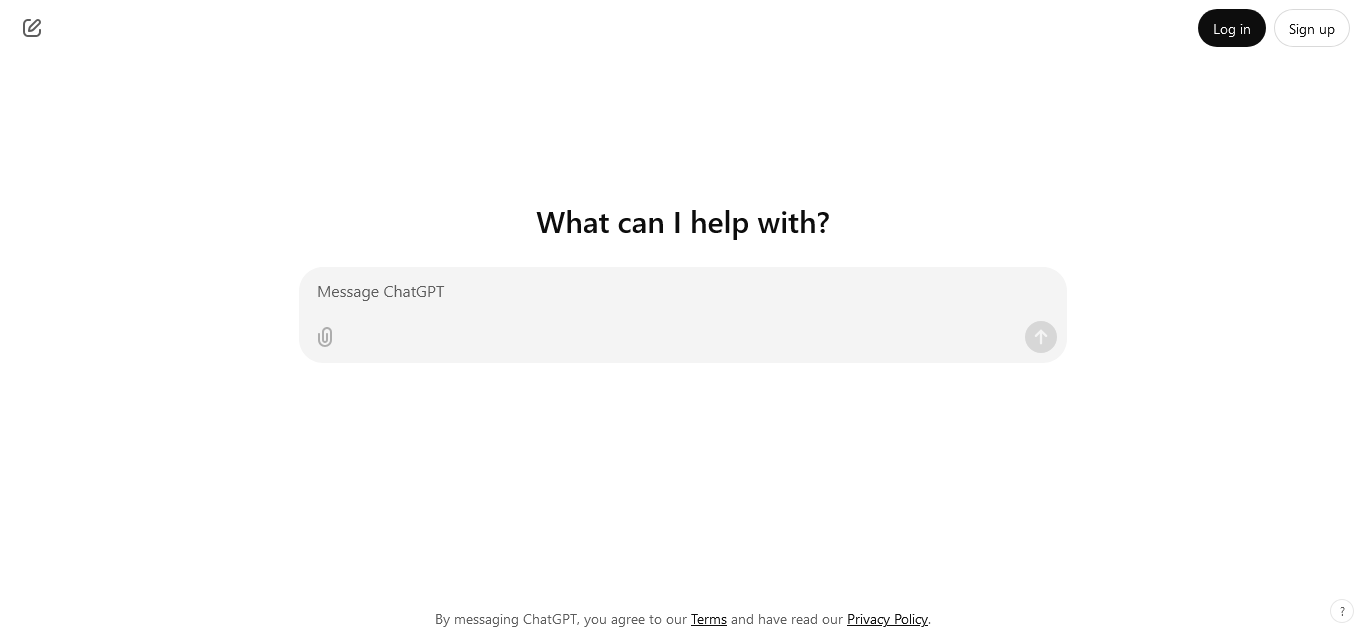 Log in
Sign up
What can I help with?
Message ChatGPT
By messaging ChatGPT, you agree to our Terms and have read our Privacy Policy.
?